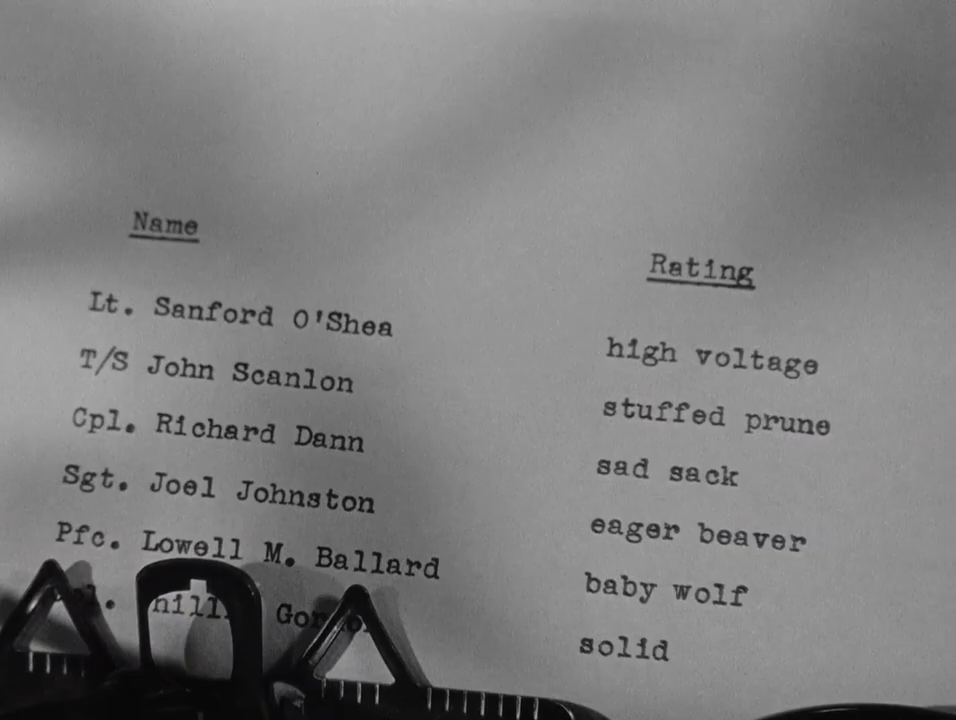 Name Rating
Lt. Sanford O'Shea high voltage
T/S John Scanlon stuffed prune
Cpl. Richard Dann sad sack
Sgt. Joel Johnston eager beaver
Pfc. Lowell M. Ballard baby wolf
solid